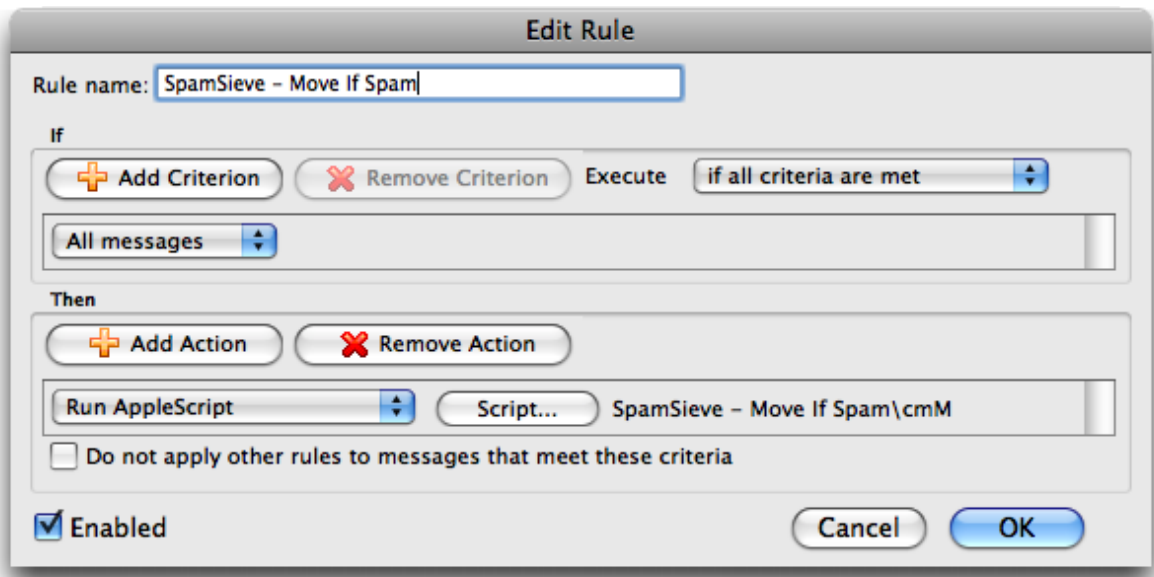 Edit Rule
Rule name: SpamSieve – Move If Spam
If
Add Criterion Remove Criterion Execute if all criteria are met
All messages
Then
Add Action Remove Action
Run AppleScript Script... SpamSieve – Move If Spam\cmM
Do not apply other rules to messages that meet these criteria
Enabled Cancel OK